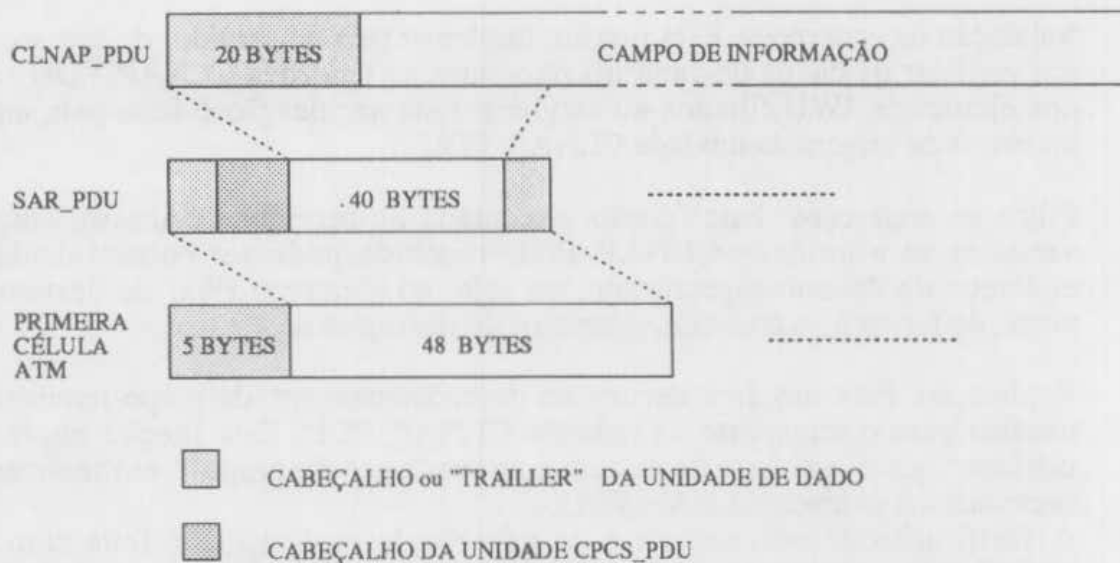 CLNAP_PDU
20 BYTES
CAMPO DE INFORMAÇÃO
SAR_PDU
.40 BYTES
PRIMEIRA
CÉLULA
ATM
5 BYTES
48 BYTES
CABEÇALHO ou "TRAILLER" DA UNIDADE DE DADO
CABEÇALHO DA UNIDADE CPCS_PDU